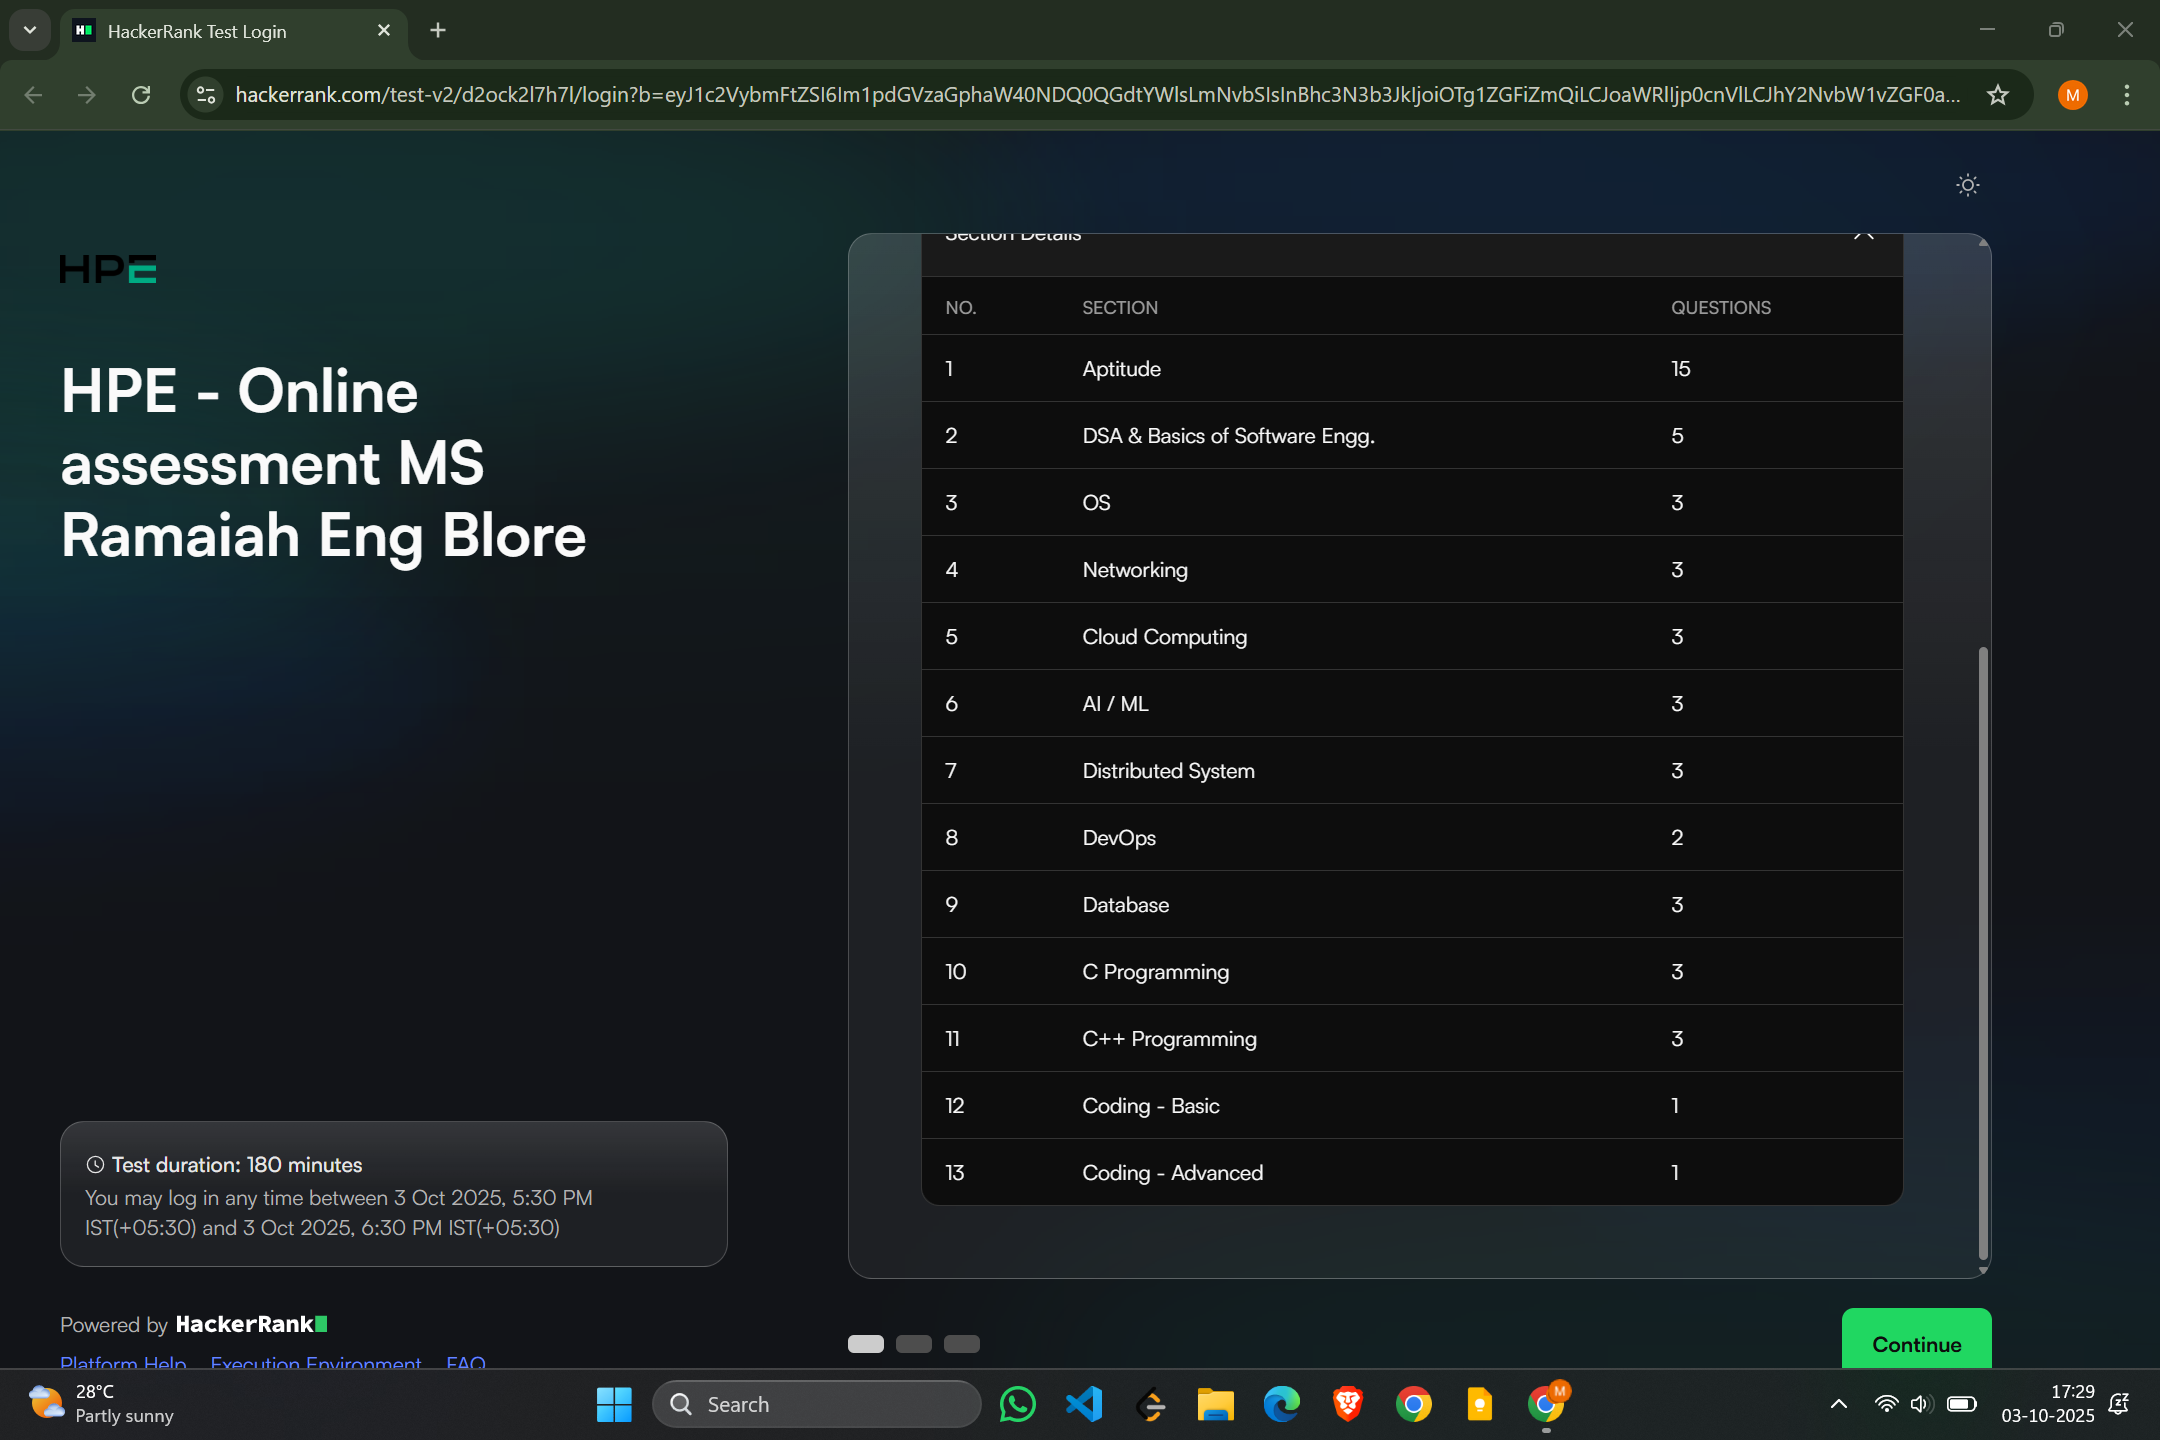 HackerRank Test Login
hackerrank.com/test-v2/d2ock2l7h7l/login?b=eyJ1c2VybmFtZSI6Im1pdGVzaGphaW40NDQ0QGdtYWlsLmNvbSIsInBhc3N3b3JkIjoiOTg1ZGFiZmQiLCJoaWRlIjp0cnVlLCJhY2NvbW1vZGF0a...
M
HPE
HPE - Online
assessment MS
Ramaiah Eng Blore
Section Details
NO. SECTION QUESTIONS
1 Aptitude 15
2 DSA & Basics of Software Engg. 5
3 OS 3
4 Networking 3
5 Cloud Computing 3
6 AI / ML 3
7 Distributed System 3
8 DevOps 2
9 Database 3
10 C Programming 3
11 C++ Programming 3
12 Coding - Basic 1
13 Coding - Advanced 1
Test duration: 180 minutes
You may log in any time between 3 Oct 2025, 5:30 PM
IST(+05:30) and 3 Oct 2025, 6:30 PM IST(+05:30)
Powered by HackerRank
Platform Help Execution Environment FAQ
Continue
28°C
Partly sunny
Search
M
17:29
03-10-2025